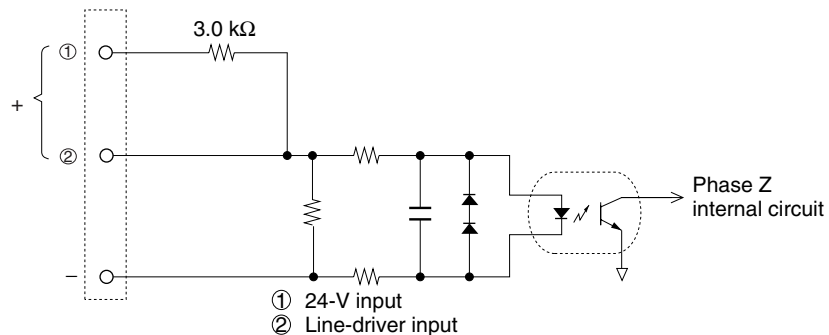 3.0 kΩ
①
+
②
Phase Z
internal circuit
–
① 24-V input
② Line-driver input